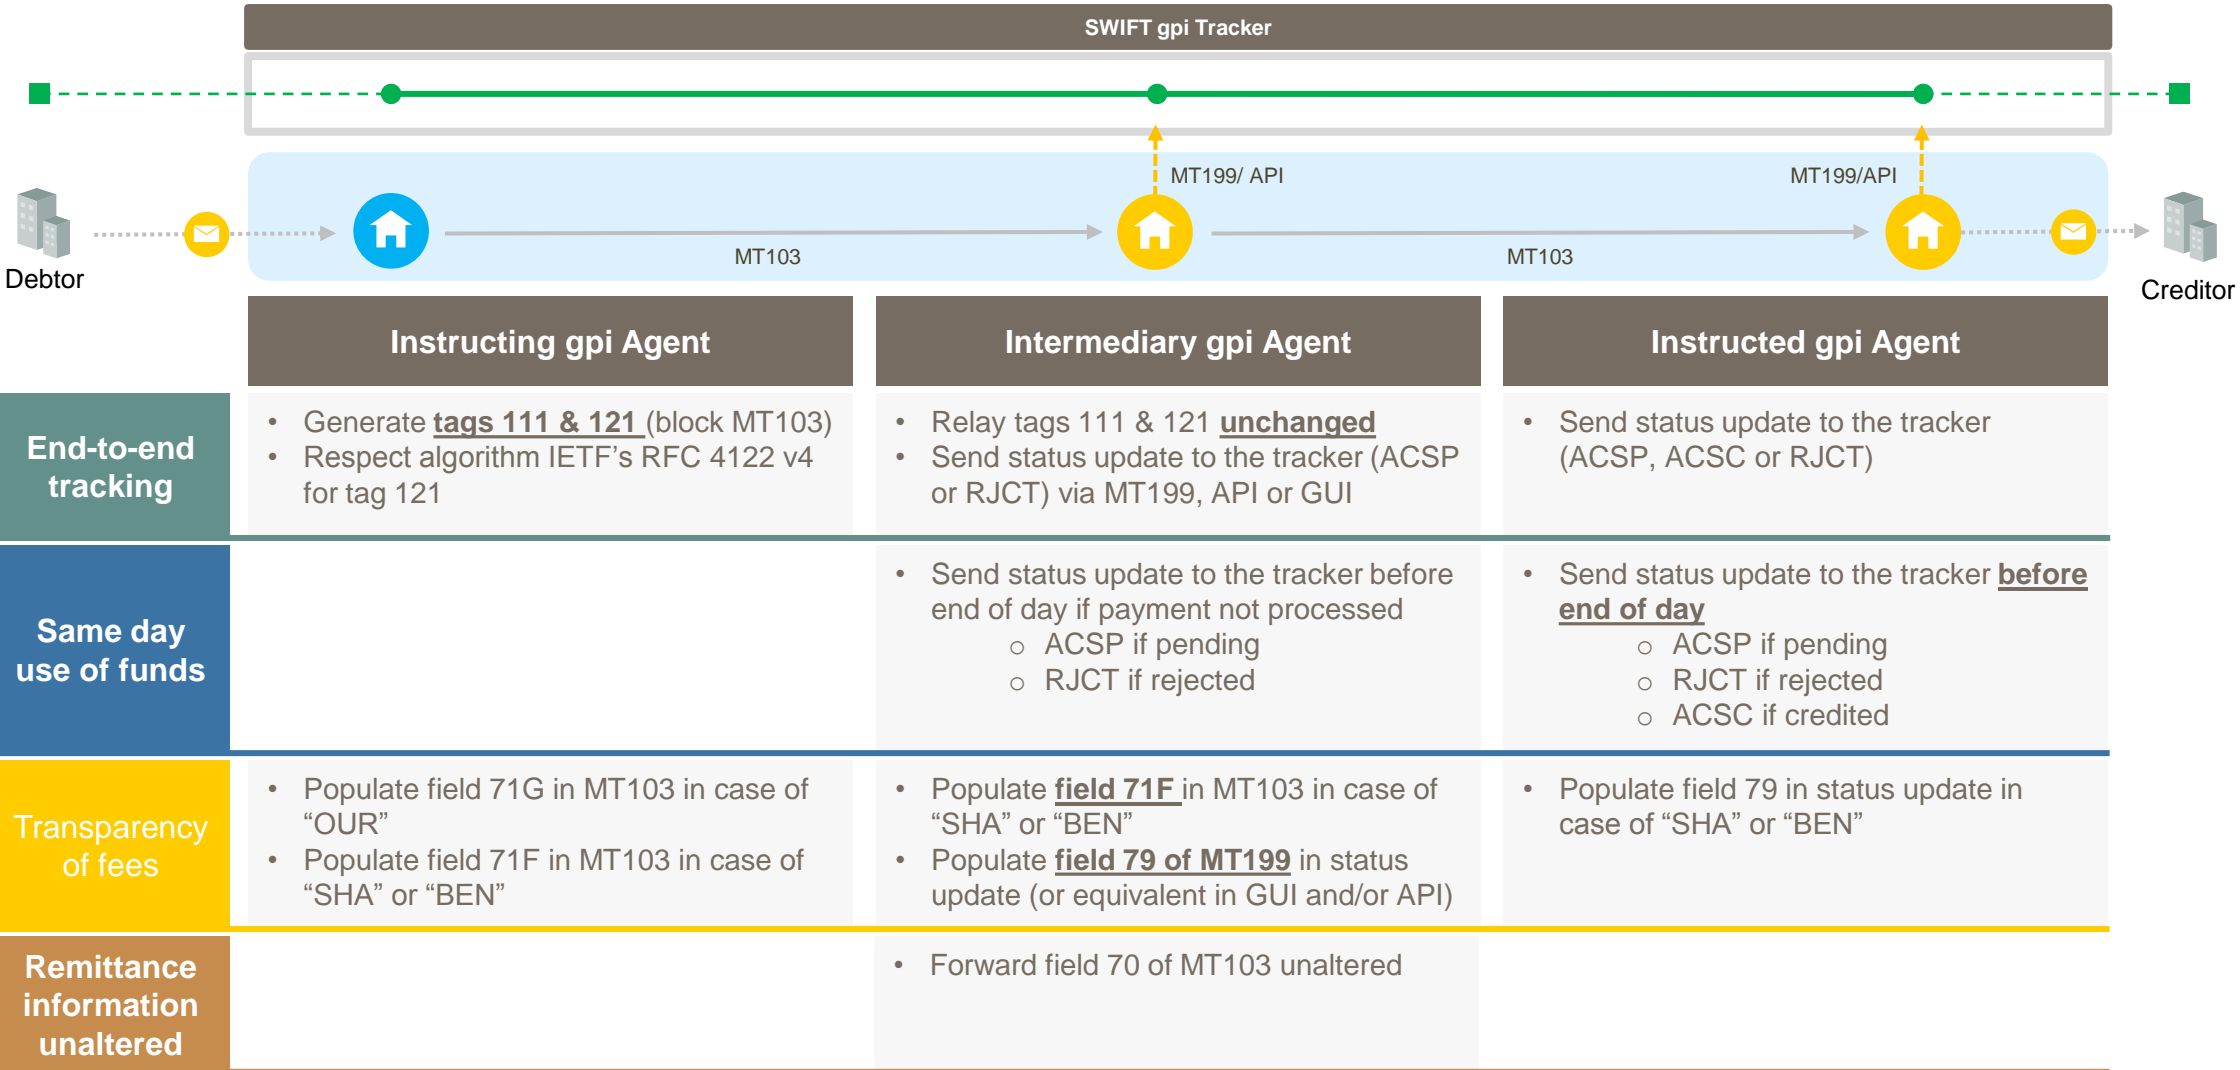 SWIFT gpi Tracker
MT199/ API
MT199/API
MT103
MT103
Debtor
Creditor
Instructing gpi Agent
Intermediary gpi Agent
Instructed gpi Agent
End-to-end
tracking
• Generate tags 111 & 121 (block MT103)
• Respect algorithm IETF's RFC 4122 v4
for tag 121
• Relay tags 111 & 121 unchanged
• Send status update to the tracker (ACSP
or RJCT) via MT199, API or GUI
• Send status update to the tracker
(ACSP, ACSC or RJCT)
Same day
use of funds
• Send status update to the tracker before
end of day if payment not processed
o ACSP if pending
o RJCT if rejected
• Send status update to the tracker before
end of day
o ACSP if pending
o RJCT if rejected
o ACSC if credited
Transparency
of fees
• Populate field 71G in MT103 in case of
“OUR”
• Populate field 71F in MT103 in case of
“SHA” or “BEN”
• Populate field 71F in MT103 in case of
“SHA” or “BEN”
• Populate field 79 of MT199 in status
update (or equivalent in GUI and/or API)
• Populate field 79 in status update in
case of “SHA” or “BEN”
Remittance
information
unaltered
• Forward field 70 of MT103 unaltered